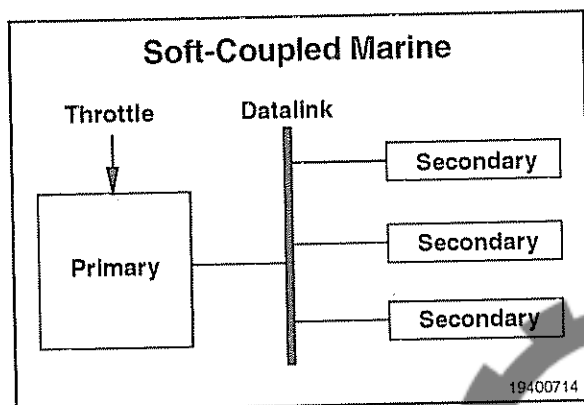 Soft-Coupled Marine
Throttle
Datalink
Secondary
Primary
Secondary
Secondary
19400714